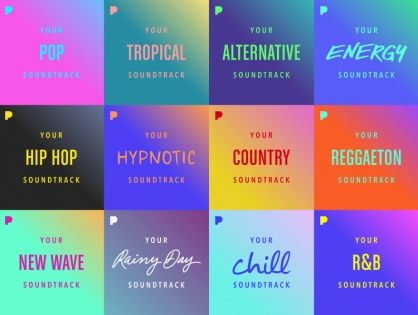 YOUR
POP
SOUNDTRACK
YOUR
TROPICAL
SOUNDTRACK
YOUR
ALTERNATIVE
SOUNDTRACK
YOUR
ENERGY
SOUNDTRACK
YOUR
HIP HOP
SOUNDTRACK
YOUR
HYPNOTIC
SOUNDTRACK
YOUR
COUNTRY
SOUNDTRACK
YOUR
REGGAETON
SOUNDTRACK
YOUR
NEW WAVE
SOUNDTRACK
YOUR
Rainy Day
SOUNDTRACK
YOUR
chill
SOUNDTRACK
YOUR
R&B
SOUNDTRACK